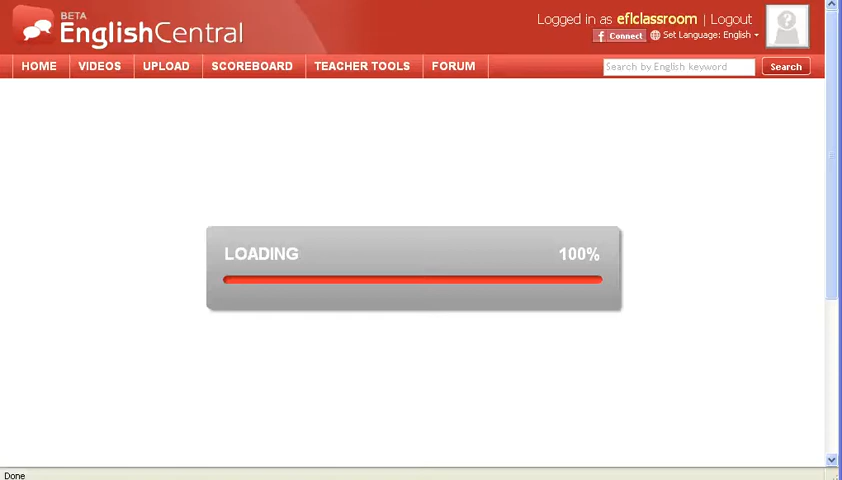 BETA
EnglishCentral
Logged in as eflclassroom | Logout
f Connect Set Language: English
HOME VIDEOS UPLOAD SCOREBOARD TEACHER TOOLS FORUM
Search by English keyword Search
LOADING 100%
Done